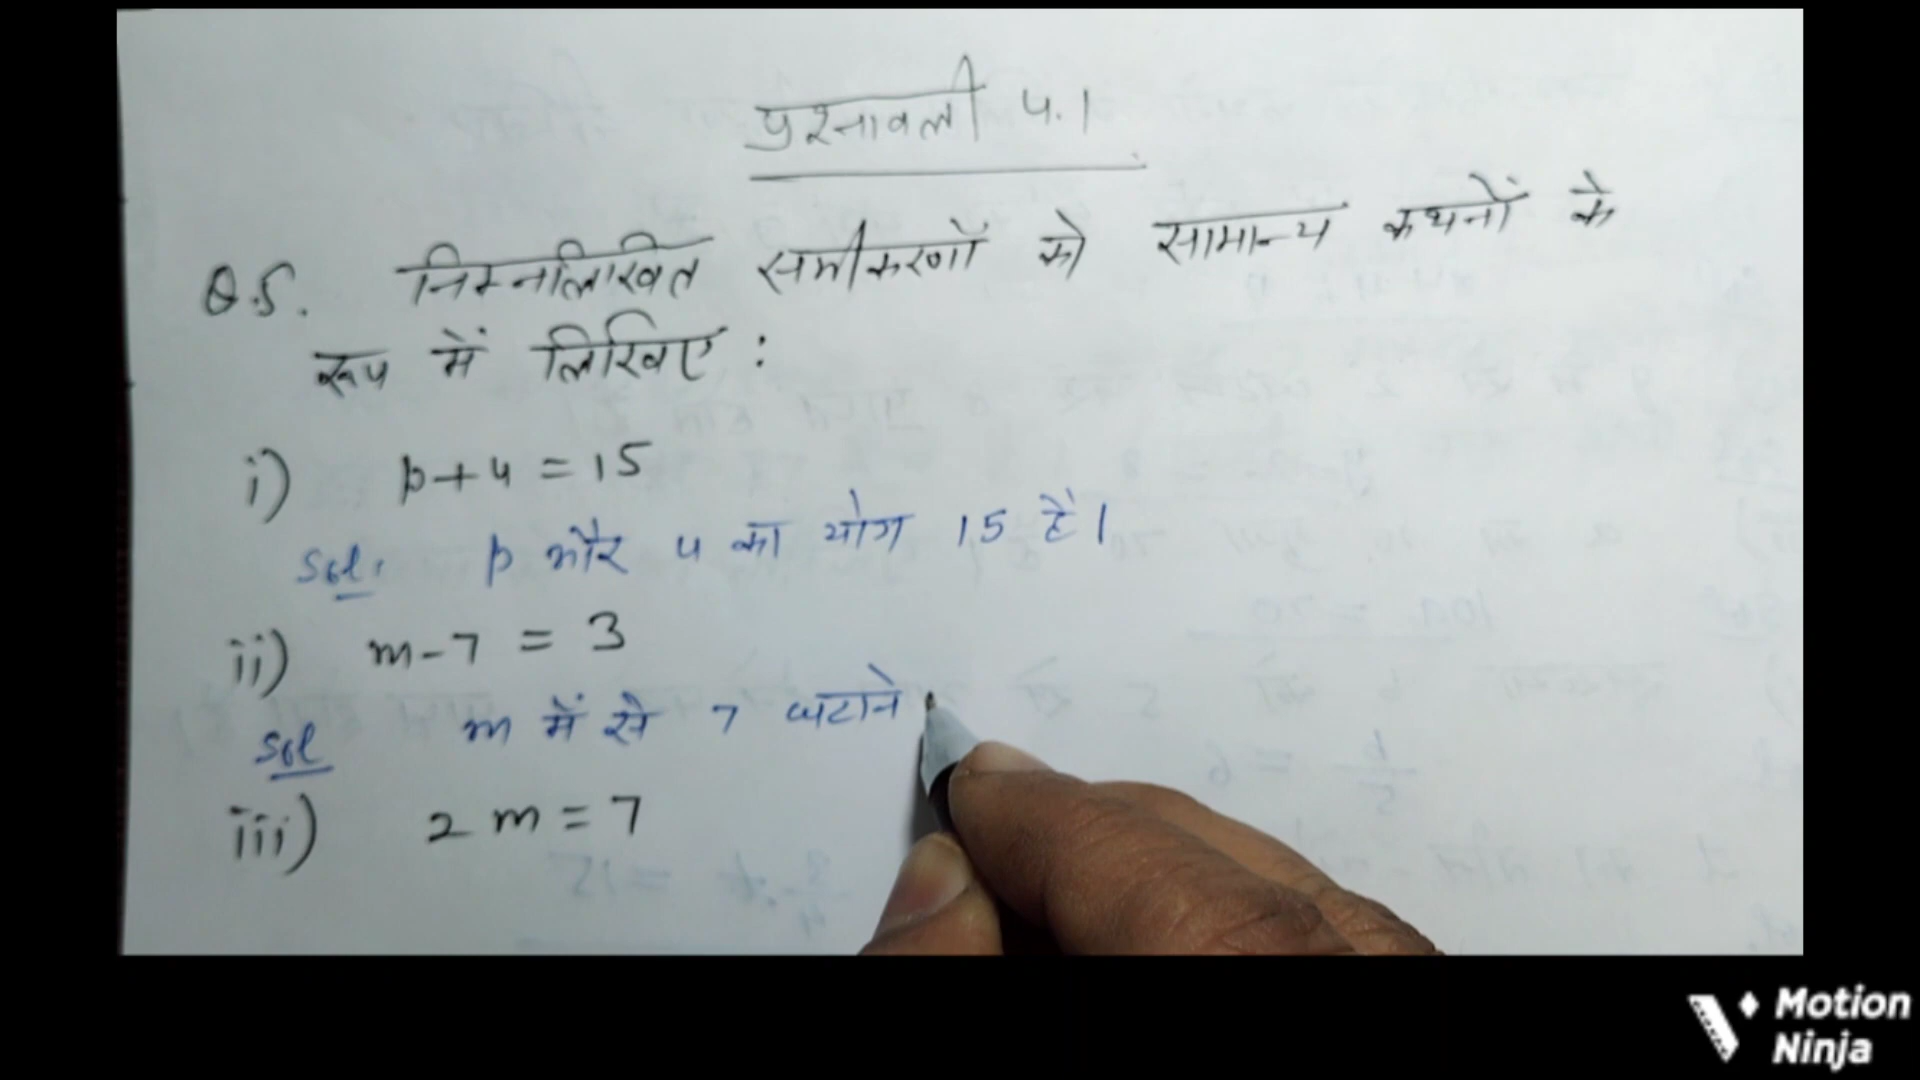 प्रश्नावली 4.1
Q.5. निम्नलिखित समीकरणों को सामान्य कथनों के
रूप में लिखिए :
i) p+4 = 15
Sol. p और 4 का योग 15 है।
ii) m-7 = 3
Sol m में से 7 घटाने
iii) 2m = 7
Motion
Ninja